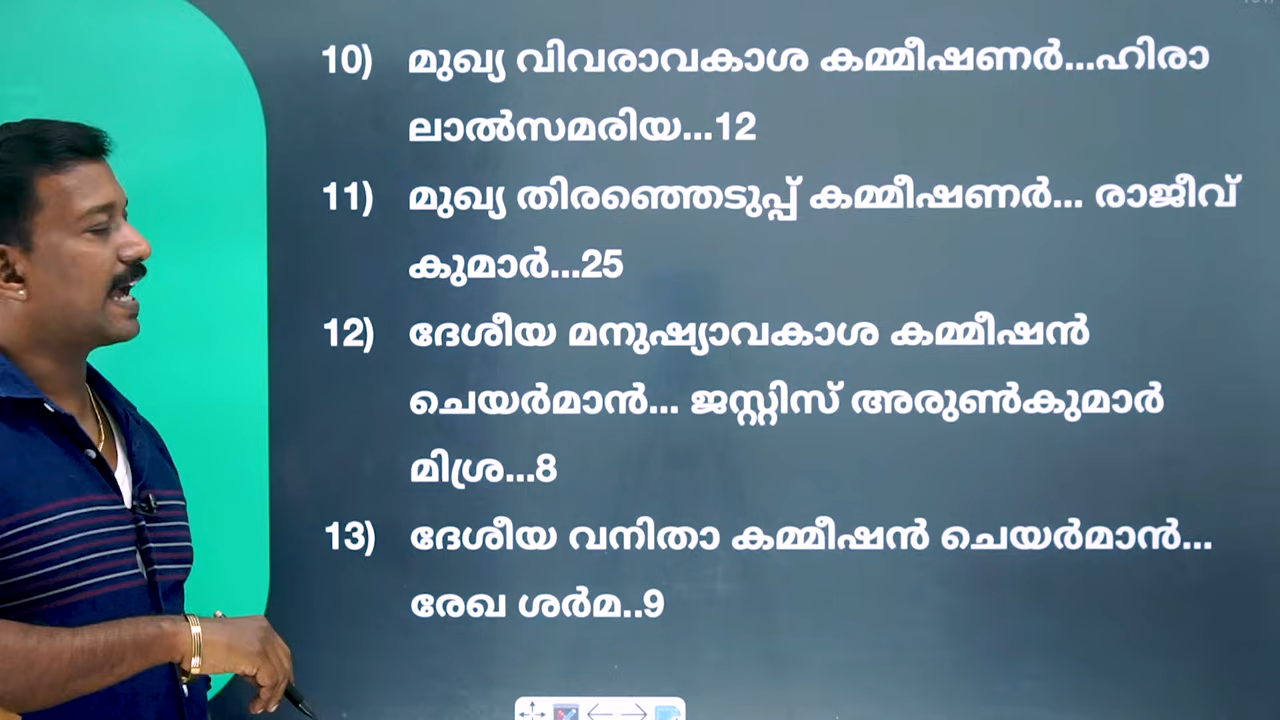 10) മുഖ്യ വിവരാവകാശ കമ്മീഷണർ...ഹിരാ
ലാൽസമരിയ...12
11) മുഖ്യ തിരഞ്ഞെടുപ്പ് കമ്മീഷണർ... രാജീവ്
കുമാർ...25
12) ദേശീയ മനുഷ്യാവകാശ കമ്മീഷൻ
ചെയർമാൻ... ജസ്റ്റിസ് അരുൺകുമാർ
മിശ്ര...8
13) ദേശീയ വനിതാ കമ്മീഷൻ ചെയർമാൻ...
രേഖ ശർമ..9